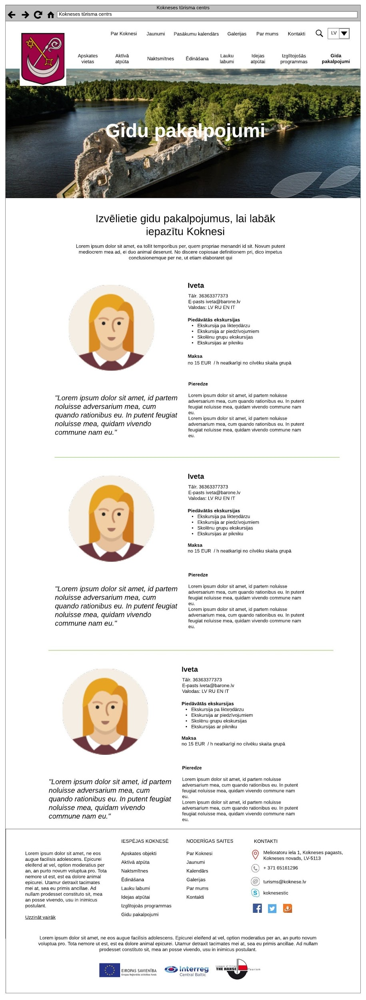 Kokneses tūrisma centrs
Kokneses tūrisma centrs
Par Koknesi Jaunumi Pasākumu kalendārs Galerijas Par mums Kontakti LV
Apskates vietas
Aktīvā atpūta
Naktsmītnes
Ēdināšana
Lauku labumi
Idejas atpūtai
Izglītojošās programmas
Gida pakalpojumi
Gidu pakalpojumi
Izvēlietie gidu pakalpojumus, lai labāk
iepazītu Koknesi
Lorem ipsum dolor sit amet, ea tollit temporibus per, quem propriae menandri id sit. Novum putent
mediocrem mea ad, ei duo animal deserunt. No discere copiosae definitionem pri, dico impetus
conclusionemque per ne, ut etiam elaboraret qui
Iveta
Tālr. 36363377373
E-pasts iveta@barone.lv
Valodas: LV RU EN IT
Piedāvātās ekskursijas
• Ekskursija pa likteņdārzu
• Ekskursija ar piedzīvojumiem
• Skolēnu grupu ekskursijas
• Ekskursijas ar pikniku
Maksa
no 15 EUR / h neatkarīgi no cilvēku skaita grupā
"Lorem ipsum dolor sit amet, id partem
noluisse adversarium mea, cum
quando rationibus eu. In putent feugiat
noluisse mea, quidam vivendo
commune nam eu."
Pieredze
Lorem ipsum dolor sit amet, id partem noluisse
adversarium mea, cum quando rationibus eu. In putent
feugiat noluisse mea, quidam vivendo commune nam
eu.
Lorem ipsum dolor sit amet, id partem noluisse
adversarium mea, cum quando rationibus eu. In putent
feugiat noluisse mea, quidam vivendo commune nam
eu.
Iveta
Tālr. 36363377373
E-pasts iveta@barone.lv
Valodas: LV RU EN IT
Piedāvātās ekskursijas
• Ekskursija pa likteņdārzu
• Ekskursija ar piedzīvojumiem
• Skolēnu grupu ekskursijas
• Ekskursijas ar pikniku
Maksa
no 15 EUR / h neatkarīgi no cilvēku skaita grupā
"Lorem ipsum dolor sit amet, id partem
noluisse adversarium mea, cum
quando rationibus eu. In putent feugiat
noluisse mea, quidam vivendo
commune nam eu."
Pieredze
Lorem ipsum dolor sit amet, id partem noluisse
adversarium mea, cum quando rationibus eu. In putent
feugiat noluisse mea, quidam vivendo commune nam
eu.
Lorem ipsum dolor sit amet, id partem noluisse
adversarium mea, cum quando rationibus eu. In putent
feugiat noluisse mea, quidam vivendo commune nam
eu.
Iveta
Tālr. 36363377373
E-pasts iveta@barone.lv
Valodas: LV RU EN IT
Piedāvātās ekskursijas
• Ekskursija pa likteņdārzu
• Ekskursija ar piedzīvojumiem
• Skolēnu grupu ekskursijas
• Ekskursijas ar pikniku
Maksa
no 15 EUR / h neatkarīgi no cilvēku skaita grupā
"Lorem ipsum dolor sit amet, id partem
noluisse adversarium mea, cum
quando rationibus eu. In putent feugiat
noluisse mea, quidam vivendo
commune nam eu."
Pieredze
Lorem ipsum dolor sit amet, id partem noluisse
adversarium mea, cum quando rationibus eu. In putent
feugiat noluisse mea, quidam vivendo commune nam
eu.
Lorem ipsum dolor sit amet, id partem noluisse
adversarium mea, cum quando rationibus eu. In putent
feugiat noluisse mea, quidam vivendo commune nam
eu.
Lorem ipsum dolor sit amet, ne eos
augue facilisis adolescens. Epicurei
eleifend at vel, option moderatius per
an, an purto novum voluptua pro. Tota
nemore ut est, est ea dolore animal
epicurei. Utamur detraxit tacimates
mei at, sea eu primis ancillae. Ad
nullam prodesset constituto sit, mea
an posse vivendo, usu in inimicus
postulant.
Uzzināt vairāk
IESPĒJAS KOKNESĒ
Apskates objekti
Aktīvā atpūta
Naktsmītnes
Ēdināšana
Lauku labumi
Idejas atpūtai
Izglītojoās programmas
Gidu pakalpojumi
NODERĪGAS SAITES
Par Koknesi
Jaunumi
Kalendārs
Galerijas
Par mums
Kontakti
KONTAKTI
Melioratoru iela 1, Kokneses pagasts,
Kokneses novads, LV-5113
+ 371 65161296
turisms@koknese.lv
koknesestic
Lorem ipsum dolor sit amet, ne eos augue facilisis adolescens. Epicurei eleifend at vel, option moderatius per an, an purto novum
voluptua pro. Tota nemore ut est, est ea dolore animal epicurei. Utamur detraxit tacimates mei at, sea eu primis ancillae. Ad nullam
prodesset constituto sit, mea an posse vivendo, usu in inimicus postulant.
EIROPAS SAVIENĪBA
Eiropas Reģionālās attīstības fonds
Interreg
Central Baltic
League of Cities
THE HANSE
Tourism